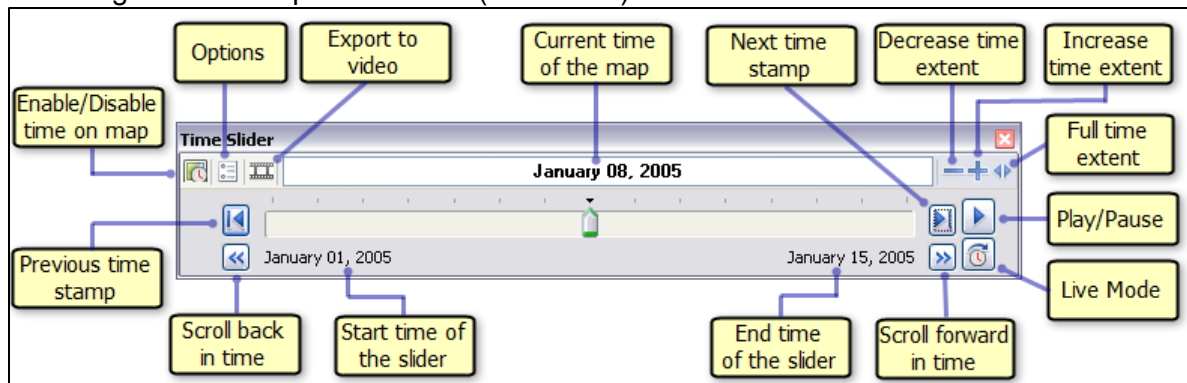 Options
Export to
video
Current time
of the map
Next time
stamp
Decrease time
extent
Increase
time extent
Enable/Disable
time on map
Time Slider
Full time
extent
January 08, 2005
Play/Pause
Previous time
stamp
January 01, 2005
January 15, 2005
Live Mode
Scroll back
in time
Start time of
the slider
End time
of the slider
Scroll forward
in time